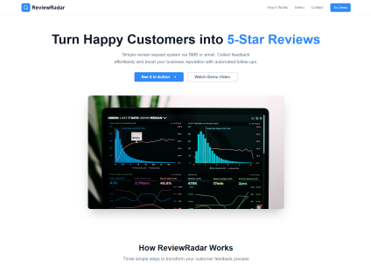 ReviewRadar
How it Works
Demo
Contact
Turn Happy Customers into 5-Star Reviews
Simple review request system via SMS or email. Collect feedback
effortlessly and boost your business reputation with automated follow-ups.
See it in Action
Watch Demo Video
How ReviewRadar Works
Three simple steps to transform your customer feedback process